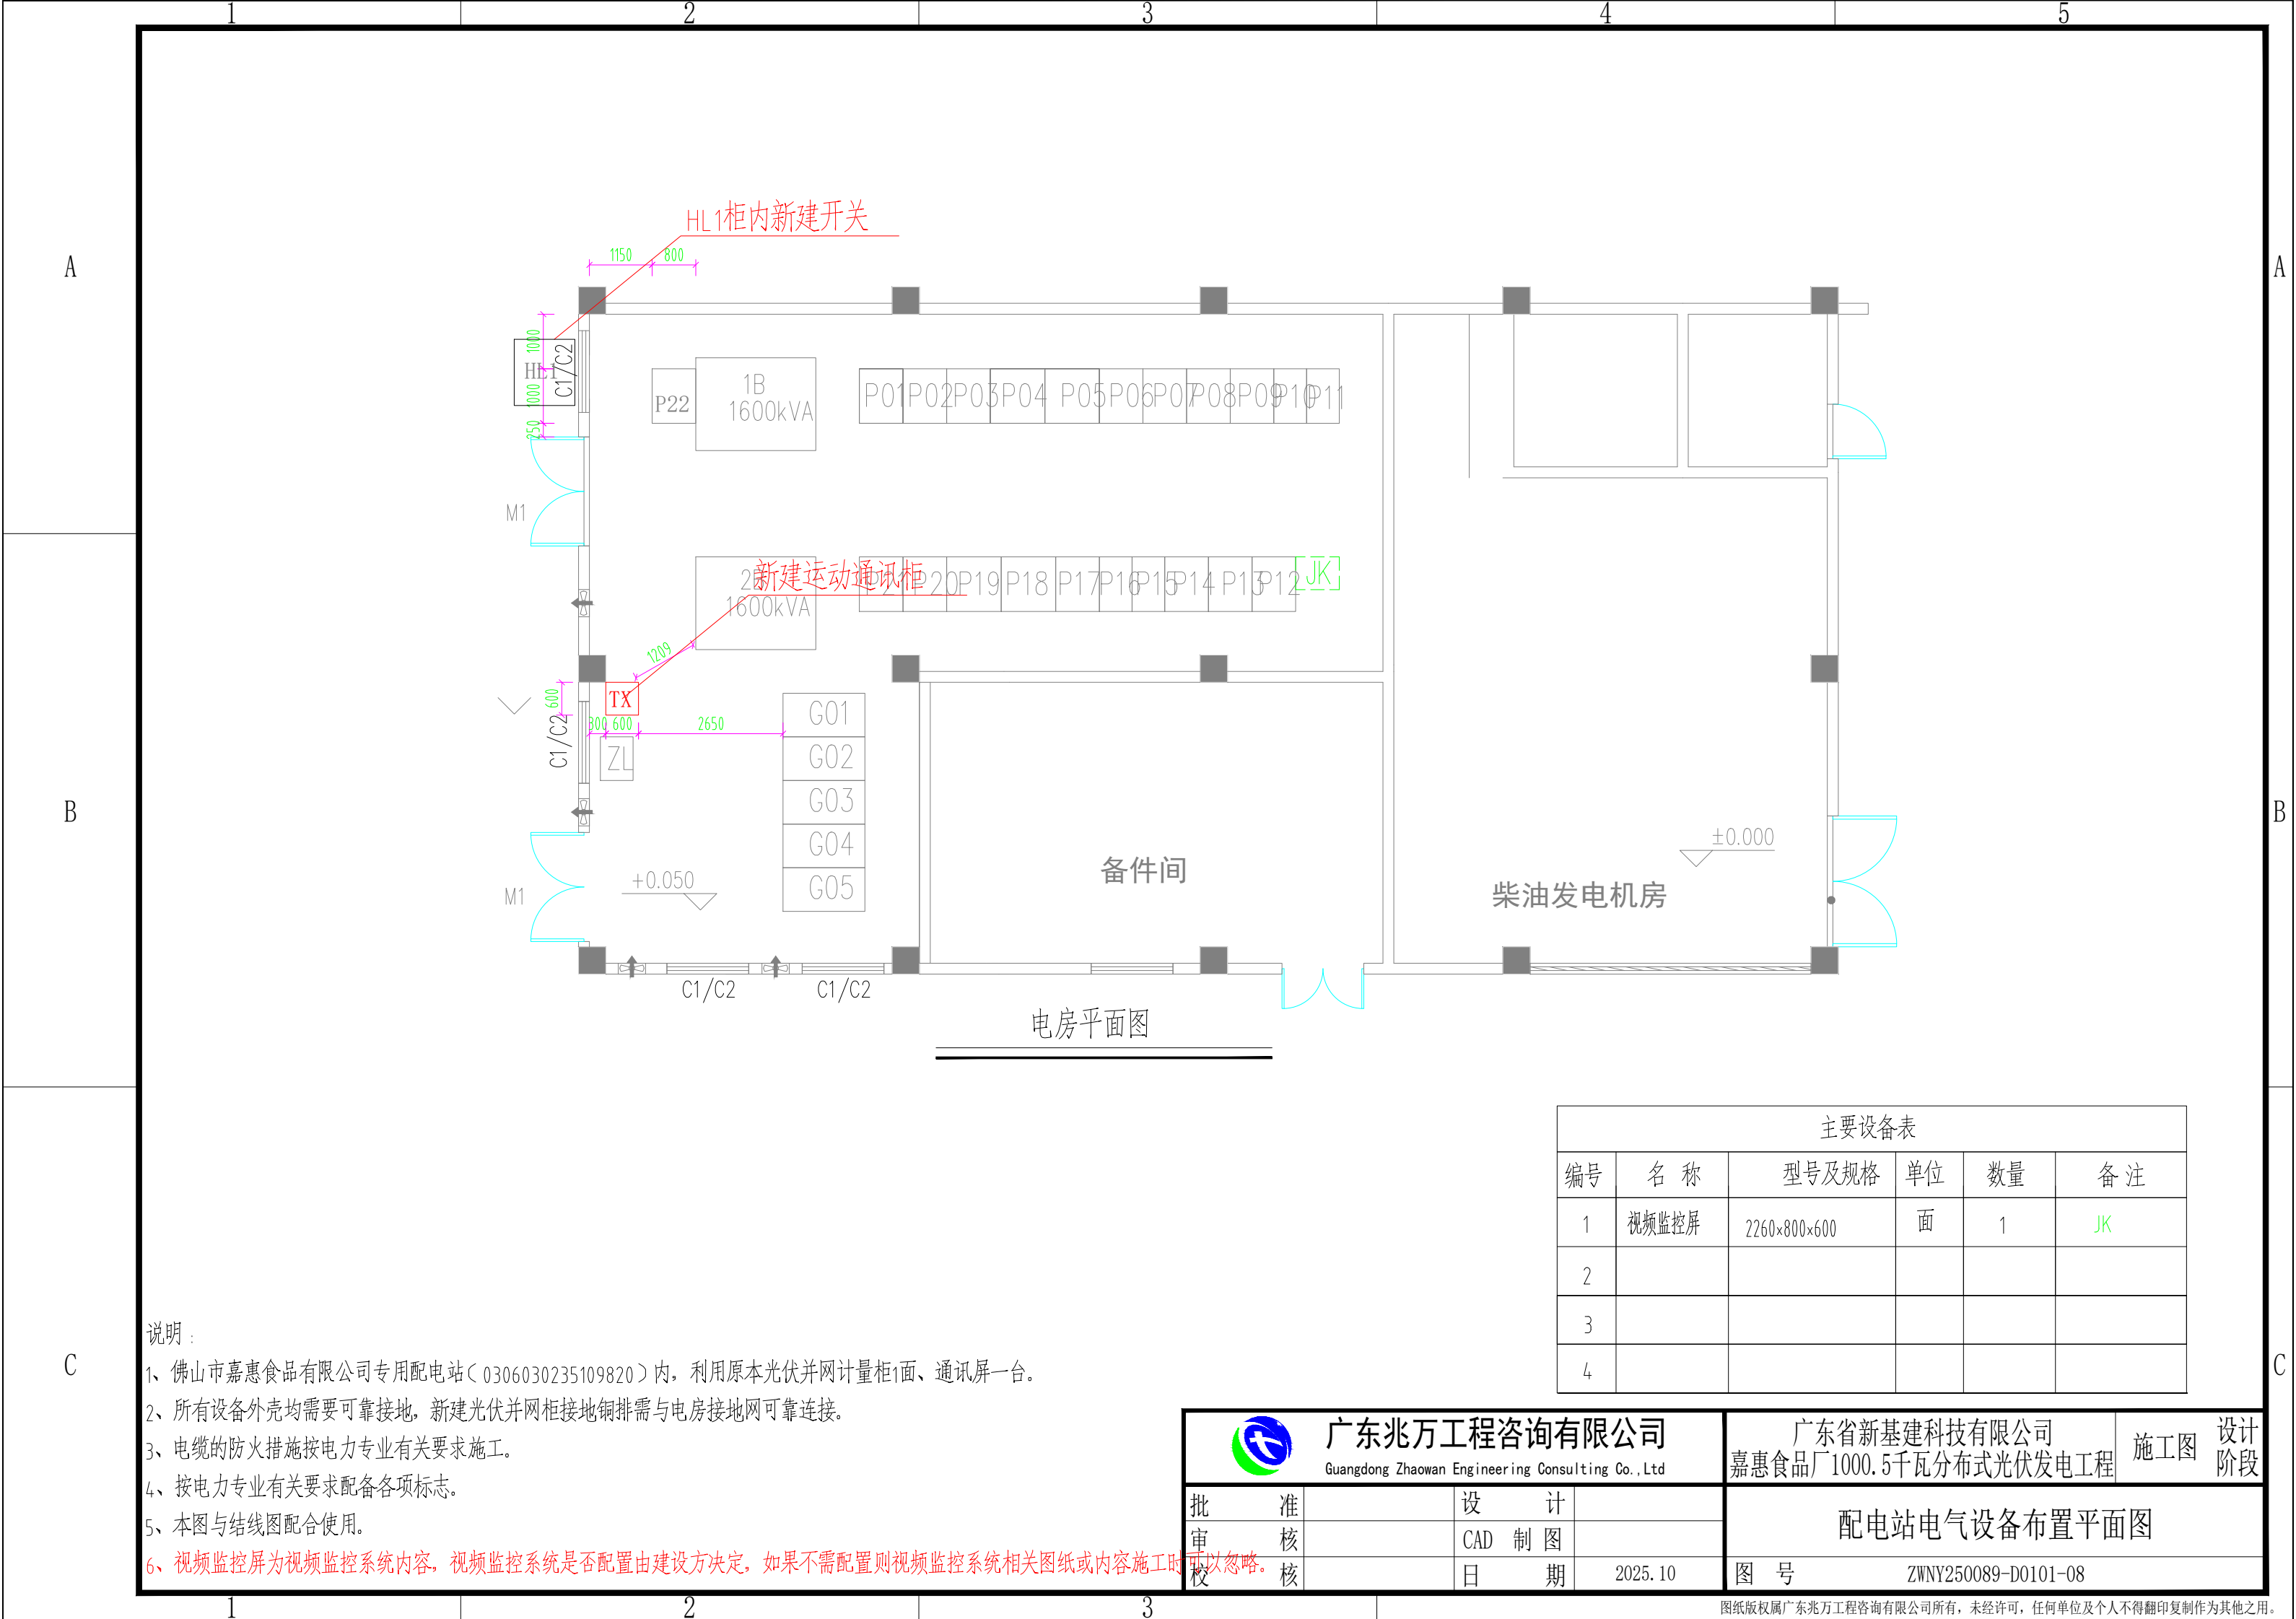 1 2 3 4 5
A A
B B
C C
HL1柜内新建开关
1150 800
1000
HL1
C1/C2
1000
250
P22
1B
1600kVA
P01 P02 P03 P04 P05 P06 P07 P08 P09 P10 P11
M1
2B
1600kVA
新建运动通讯柜
P21 P20 P19 P18 P17 P16 P15 P14 P13 P12 JK
1209
TX
600
300 600 2650
C1/C2
ZL
G01
G02
G03
G04
G05
M1
+0.050
备件间
柴油发电机房
±0.000
C1/C2 C1/C2
电房平面图
主要设备表
编号 名 称 型号及规格 单位 数量 备 注
1 视频监控屏 2260×800×600 面 1 JK
2
3
4
说明：
1、佛山市嘉惠食品有限公司专用配电站（0306030235109820）内，利用原本光伏并网计量柜1面、通讯屏一台。
2、所有设备外壳均需要可靠接地，新建光伏并网柜接地铜排需与电房接地网可靠连接。
3、电缆的防火措施按电力专业有关要求施工。
4、按电力专业有关要求配备各项标志。
5、本图与结线图配合使用。
6、视频监控屏为视频监控系统内容，视频监控系统是否配置由建设方决定，如果不需配置则视频监控系统相关图纸或内容施工时可以忽略。
广东兆万工程咨询有限公司
Guangdong Zhaowan Engineering Consulting Co.,Ltd
广东省新基建科技有限公司
嘉惠食品厂1000.5千瓦分布式光伏发电工程
施工图 设计阶段
批 准 设 计
审 核 CAD 制 图
校 核 日 期 2025.10
配电站电气设备布置平面图
图 号 ZWNY250089-D0101-08
1 2 3
图纸版权属广东兆万工程咨询有限公司所有，未经许可，任何单位及个人不得翻印复制作为其他之用。